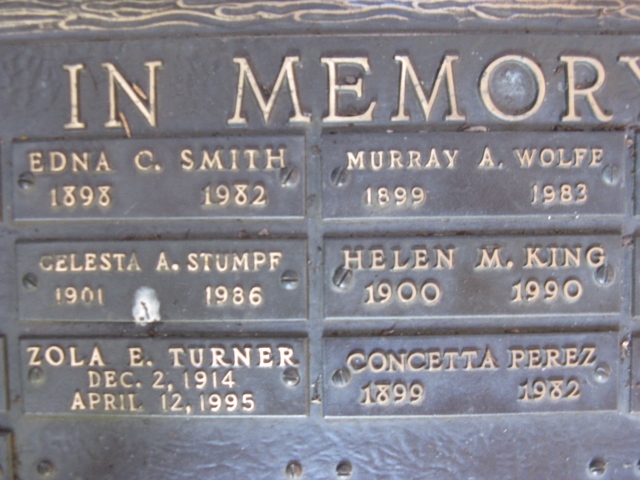 IN MEMORY
EDNA C. SMITH
1898 1982
MURRAY A. WOLFE
1899 1983
CELESTA A. STUMPF
1901 1986
HELEN M. KING
1900 1990
ZOLA E. TURNER
DEC. 2, 1914
APRIL 12, 1995
CONCETTA PEREZ
1899 1982